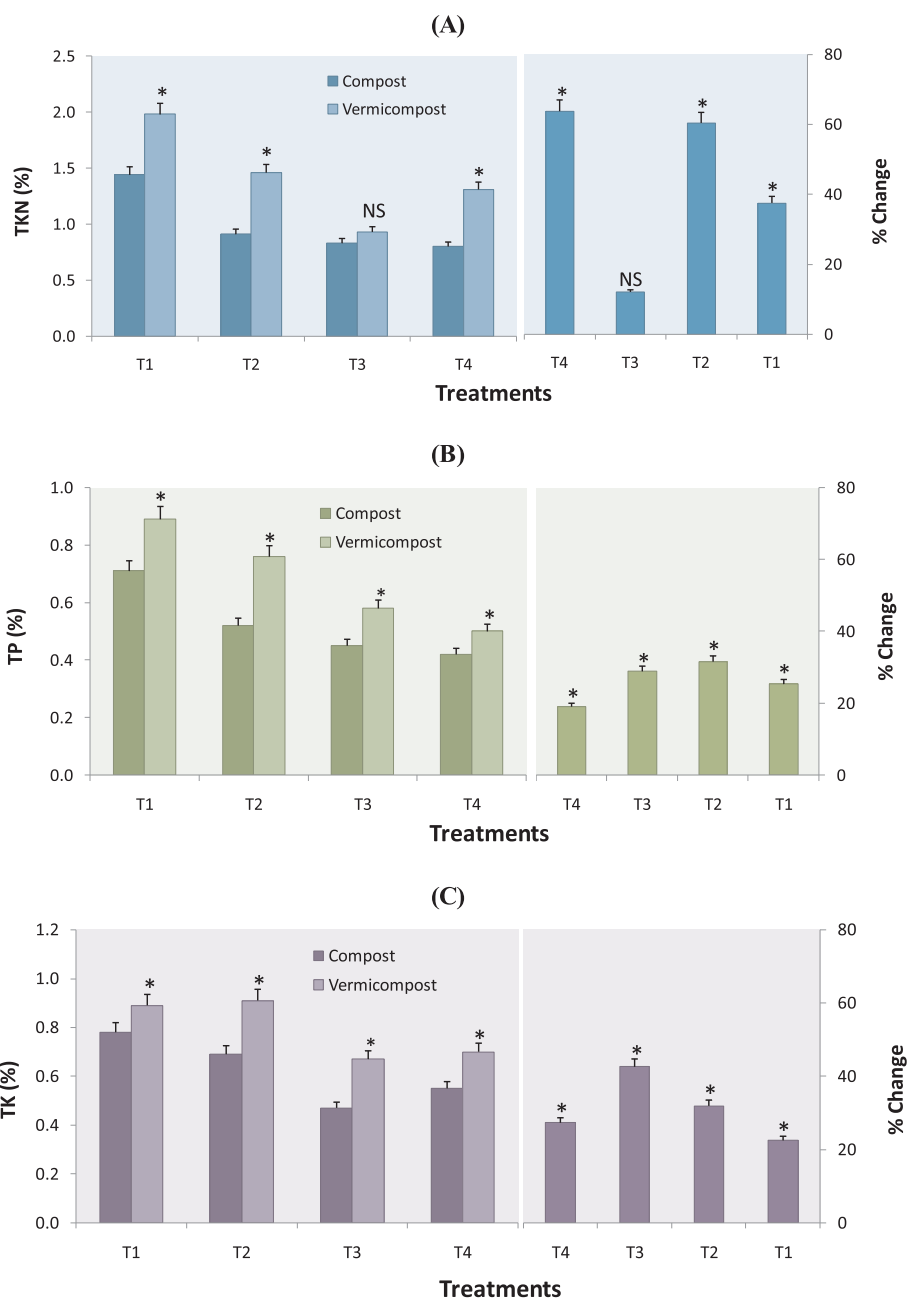 (A)
Compost
Vermicompost
TKN (%)
2.5
2.0
1.5
1.0
0.5
0.0
*
*
NS
*
T1 T2 T3 T4
*
NS
*
*
T4 T3 T2 T1
80
60
40
20
0
% Change
Treatments
(B)
Compost
Vermicompost
TP (%)
1.0
0.8
0.6
0.4
0.2
0.0
*
*
*
*
T1 T2 T3 T4
*
*
*
*
T4 T3 T2 T1
80
60
40
20
0
% Change
Treatments
(C)
Compost
Vermicompost
TK (%)
1.2
1.0
0.8
0.6
0.4
0.2
0.0
*
*
*
*
T1 T2 T3 T4
*
*
*
*
T4 T3 T2 T1
80
60
40
20
0
% Change
Treatments